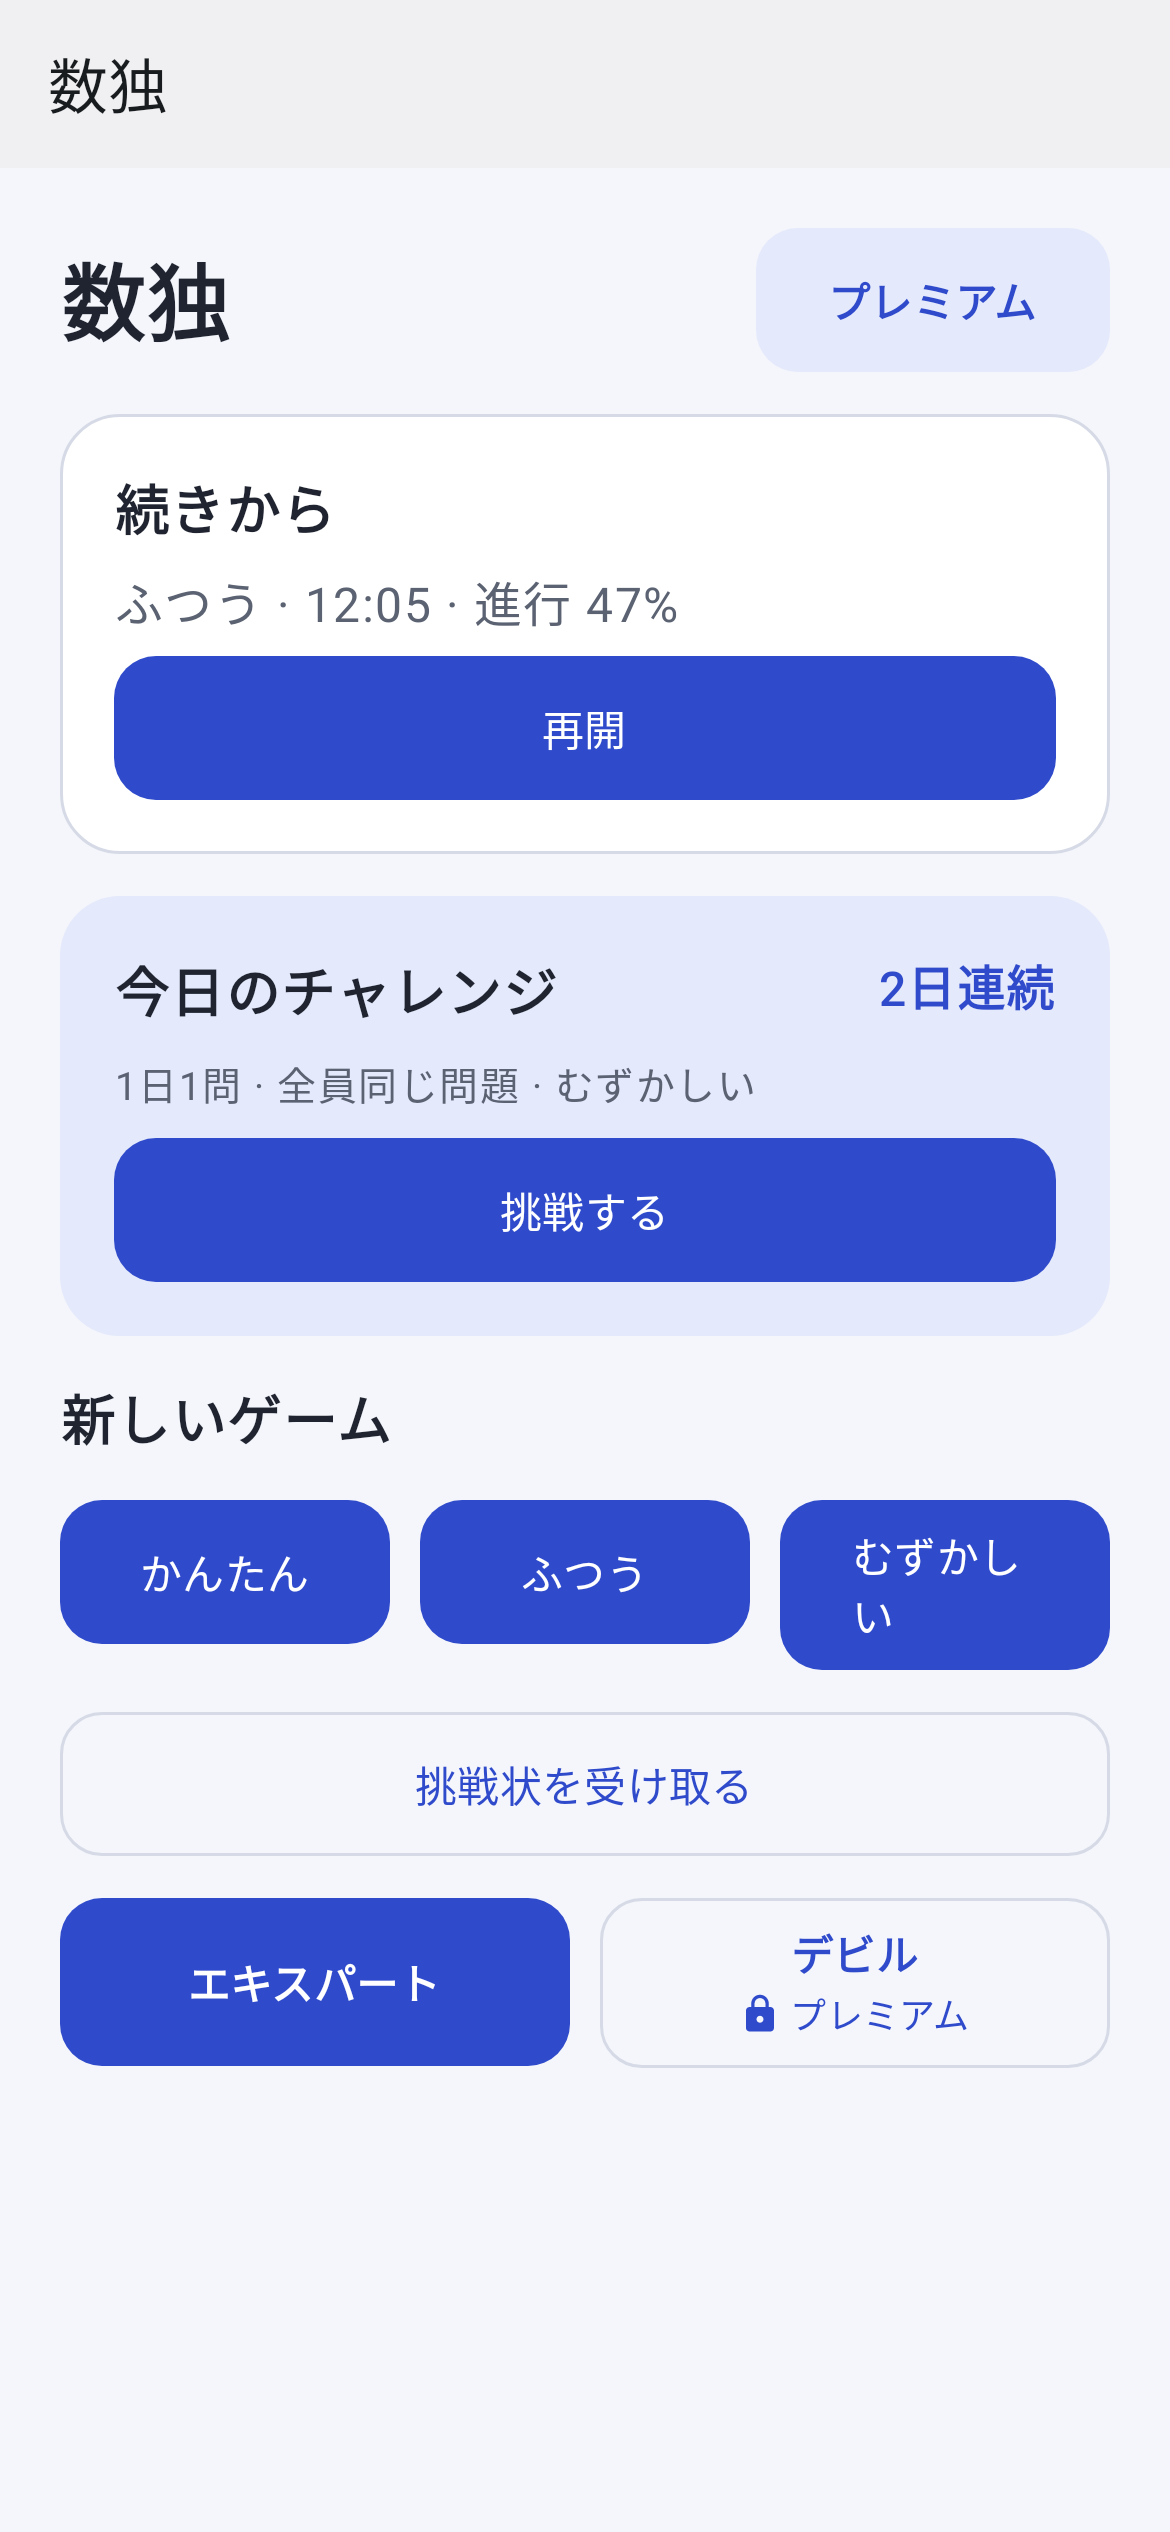 数独
数独
プレミアム
続きから
ふつう · 12:05 · 進行 47%
再開
今日のチャレンジ
2日連続
1日1問 · 全員同じ問題 · むずかしい
挑戦する
新しいゲーム
かんたん
ふつう
むずかし
い
挑戦状を受け取る
エキスパート
デビル
プレミアム